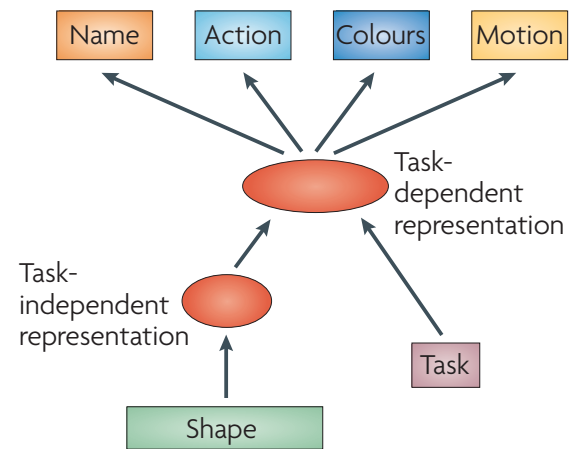 Name
Action
Colours
Motion
Task-
dependent
representation
Task-
independent
representation
Task
Shape